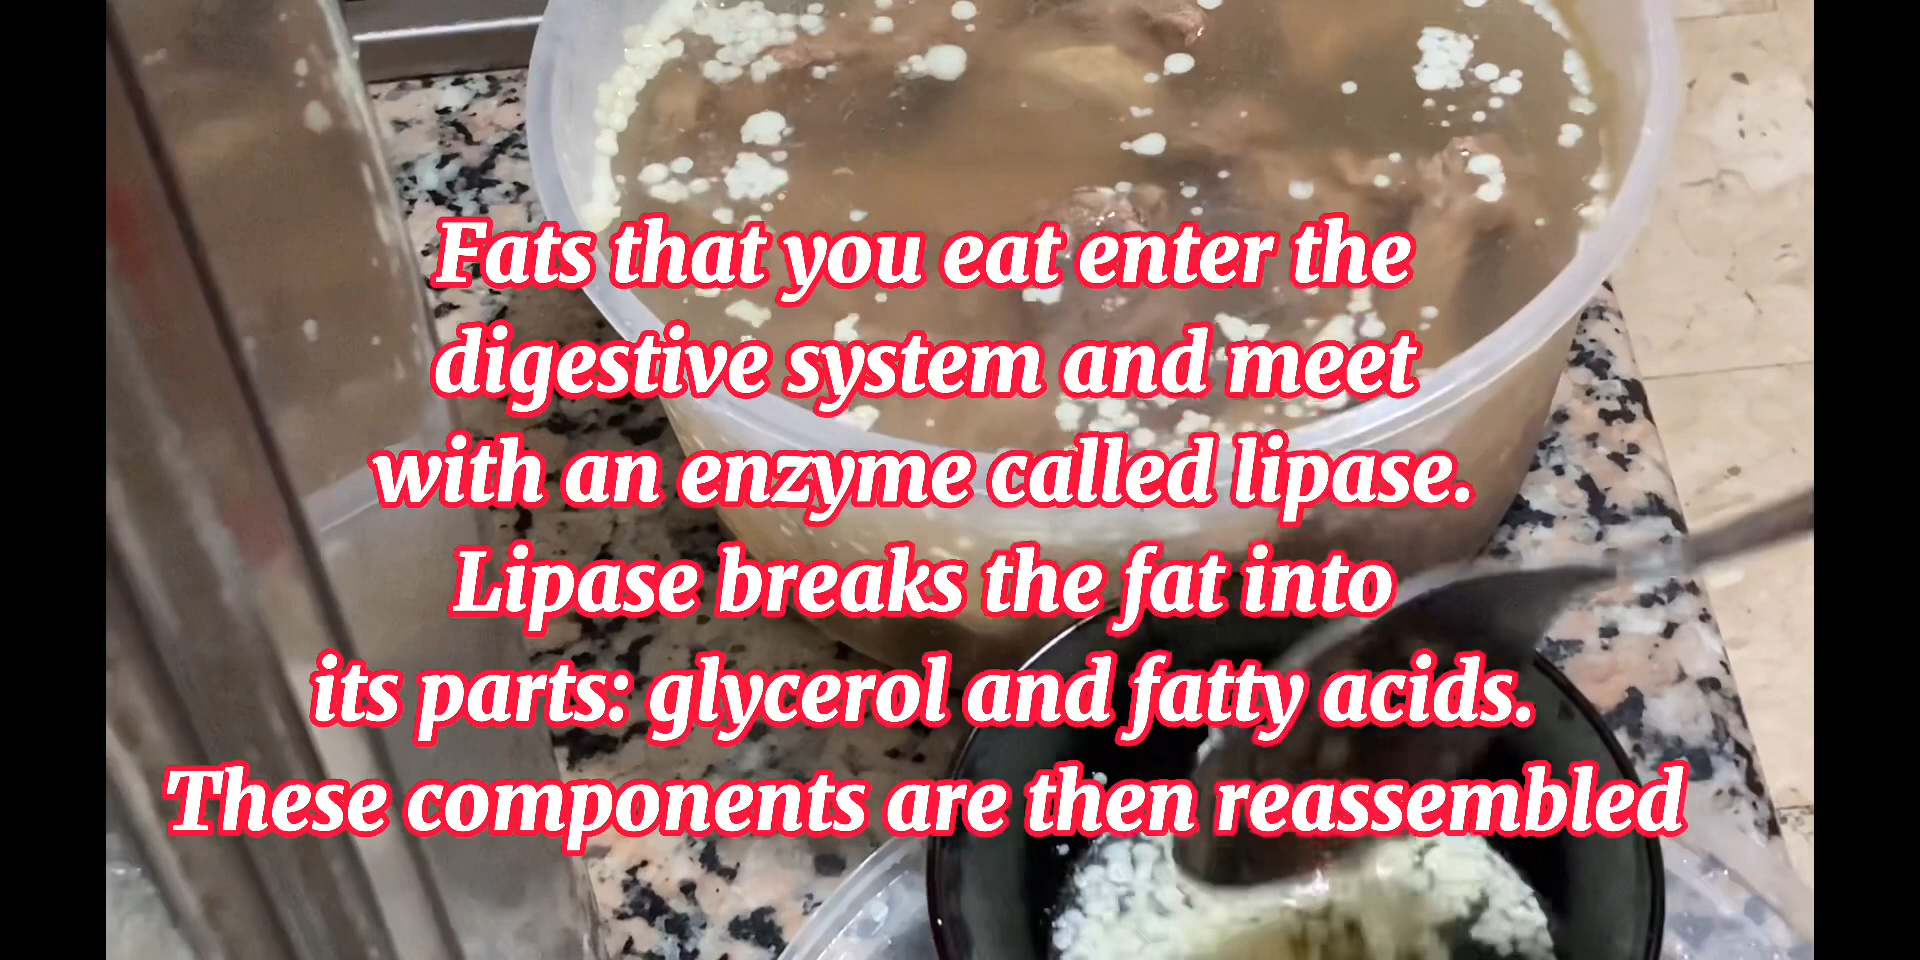 Fats that you eat enter the
digestive system and meet
with an enzyme called lipase.
Lipase breaks the fat into
its parts: glycerol and fatty acids.
These components are then reassembled